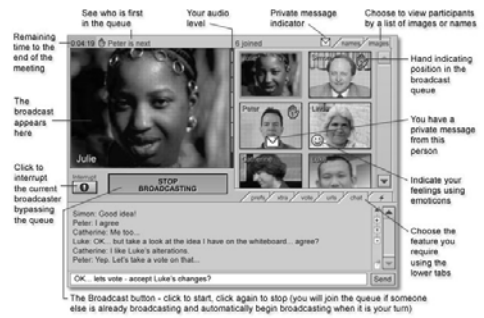 See who is first
in the queue
Your audio
level
Private message
indicator
Choose to view participants
by a list of images or names
Remaining
time to the
end of the
meeting
0:04:19 Peter is next
6 joined
names
images
Hand indicating
position in the
broadcast
queue
The
broadcast
appears
here
Julie
Simon
Peter
Luke
You have a
private message
from this
person
Catherine
Click to
interrupt
the current
broadcaster
bypassing
the queue
Interrupt
STOP
BROADCASTING
Indicate your
feelings using
emoticons
prefs
xtra
vote
urls
chat
Simon: Good idea!
Peter: I agree
Catherine: Me too...
Luke: OK... but take a look at the idea I have on the whiteboard... agree?
Catherine: I like Luke's alterations.
Peter: Yep. Let's take a vote on that...
Choose the
feature you
require
using the
lower tabs
OK... lets vote - accept Luke's changes?
Send
The Broadcast button - click to start, click again to stop (you will join the queue if someone
else is already broadcasting and automatically begin broadcasting when it is your turn)